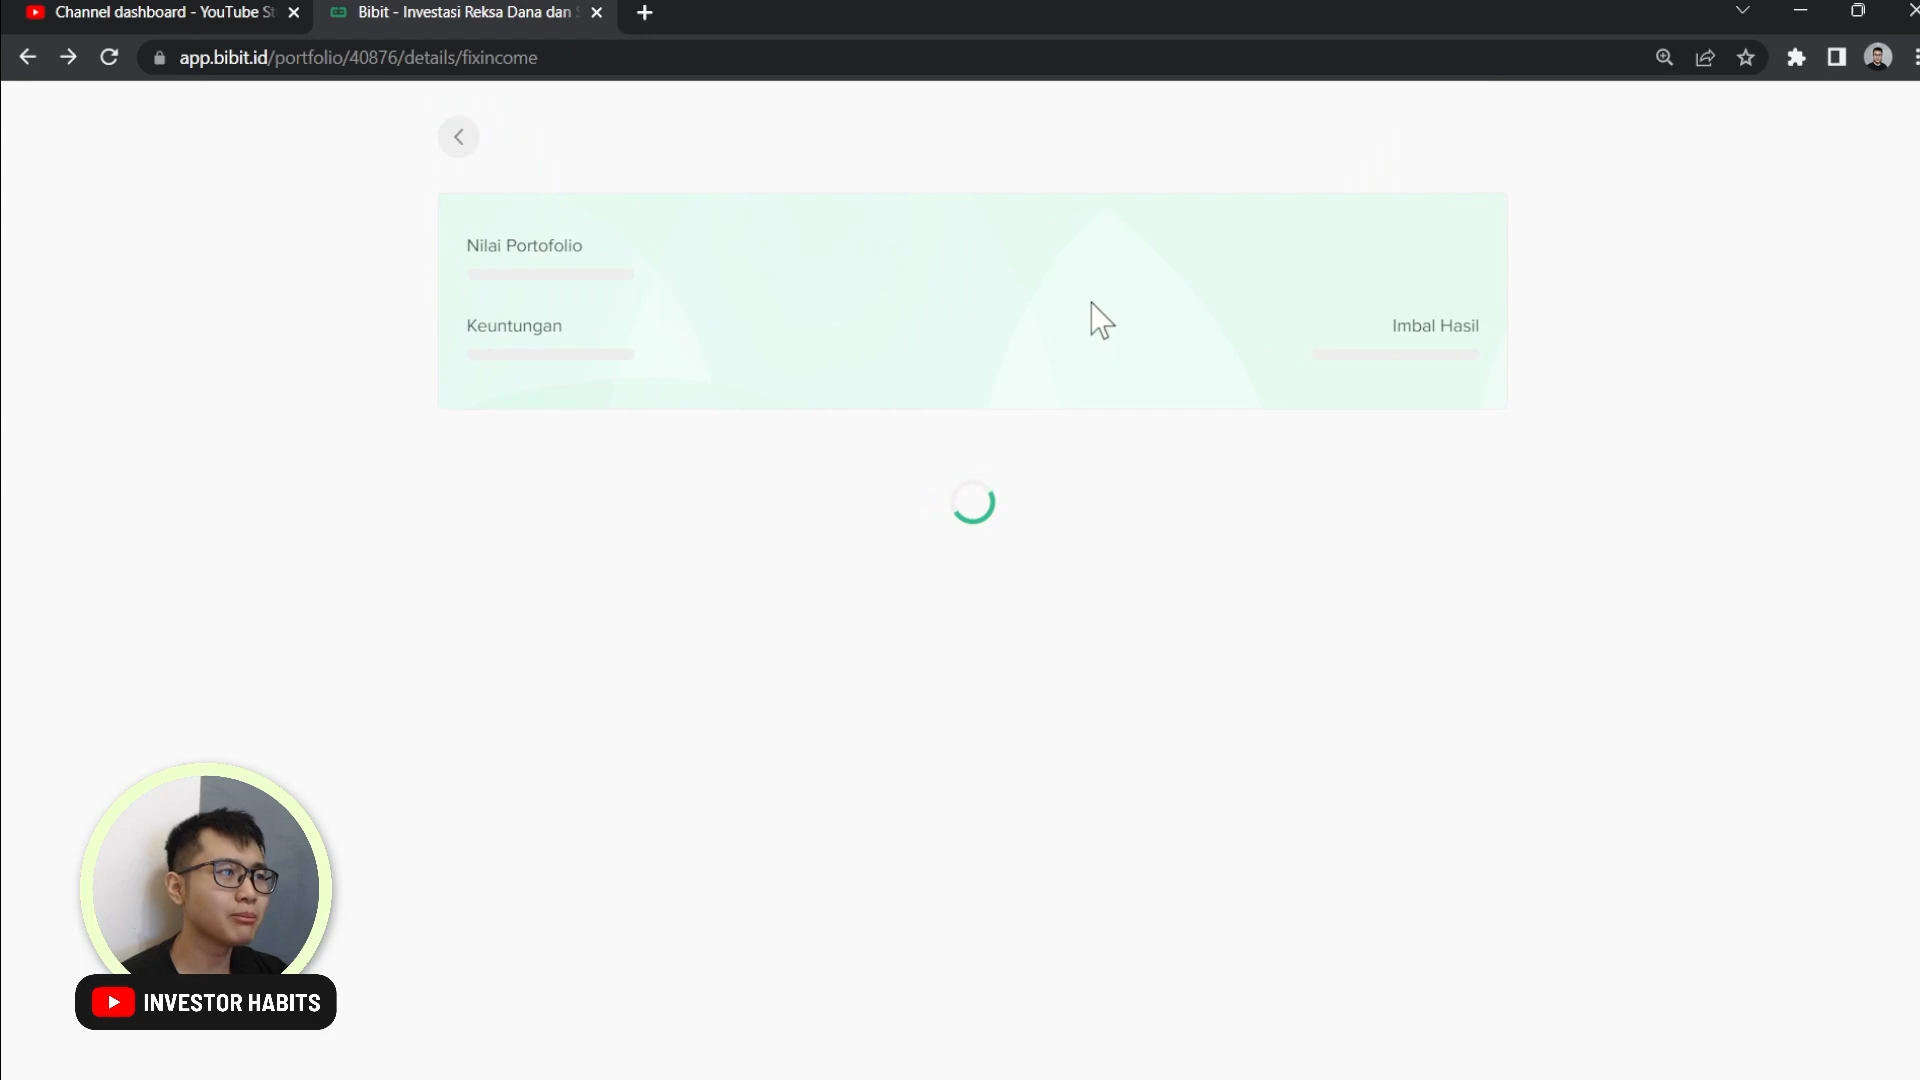 Channel dashboard - YouTube St
Bibit - Investasi Reksa Dana dan S
app.bibit.id/portfolio/40876/details/fixincome
Nilai Portofolio
Keuntungan
Imbal Hasil
INVESTOR HABITS